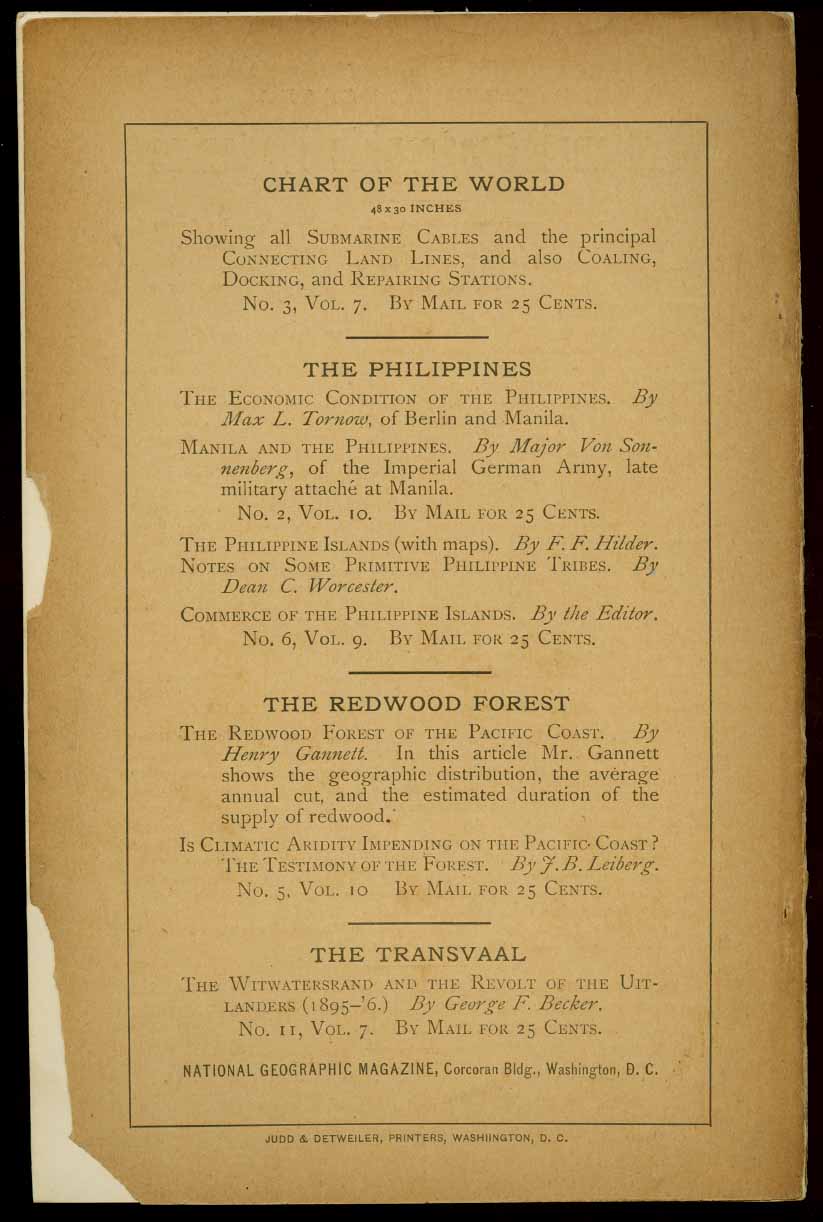 CHART OF THE WORLD
48 x 30 INCHES
Showing all SUBMARINE CABLES and the principal
CONNECTING LAND LINES, and also COALING,
DOCKING, and REPAIRING STATIONS.
No. 3, VOL. 7. BY MAIL FOR 25 CENTS.
THE PHILIPPINES
THE ECONOMIC CONDITION OF THE PHILIPPINES. By
Max L. Tornow, of Berlin and Manila.
MANILA AND THE PHILIPPINES. By Major Von Son-
nenberg, of the Imperial German Army, late
military attaché at Manila.
No. 2, VOL. 10. BY MAIL FOR 25 CENTS.
THE PHILIPPINE ISLANDS (with maps). By F. F. Hilder.
NOTES ON SOME PRIMITIVE PHILIPPINE TRIBES. By
Dean C. Worcester.
COMMERCE OF THE PHILIPPINE ISLANDS. By the Editor.
No. 6, VOL. 9. BY MAIL FOR 25 CENTS.
THE REDWOOD FOREST
THE REDWOOD FOREST OF THE PACIFIC COAST. By
Henry Gannett. In this article Mr. Gannett
shows the geographic distribution, the average
annual cut, and the estimated duration of the
supply of redwood.
IS CLIMATIC ARIDITY IMPENDING ON THE PACIFIC COAST?
THE TESTIMONY OF THE FOREST. By J. B. Leiberg.
No. 5, VOL. 10 BY MAIL FOR 25 CENTS.
THE TRANSVAAL
THE WITWATERSRAND AND THE REVOLT OF THE UIT-
LANDERS (1895–'6.) By George F. Becker.
No. 11, VOL. 7. BY MAIL FOR 25 CENTS.
NATIONAL GEOGRAPHIC MAGAZINE, Corcoran Bldg., Washington, D. C.
JUDD & DETWEILER, PRINTERS, WASHIINGTON, D. C.